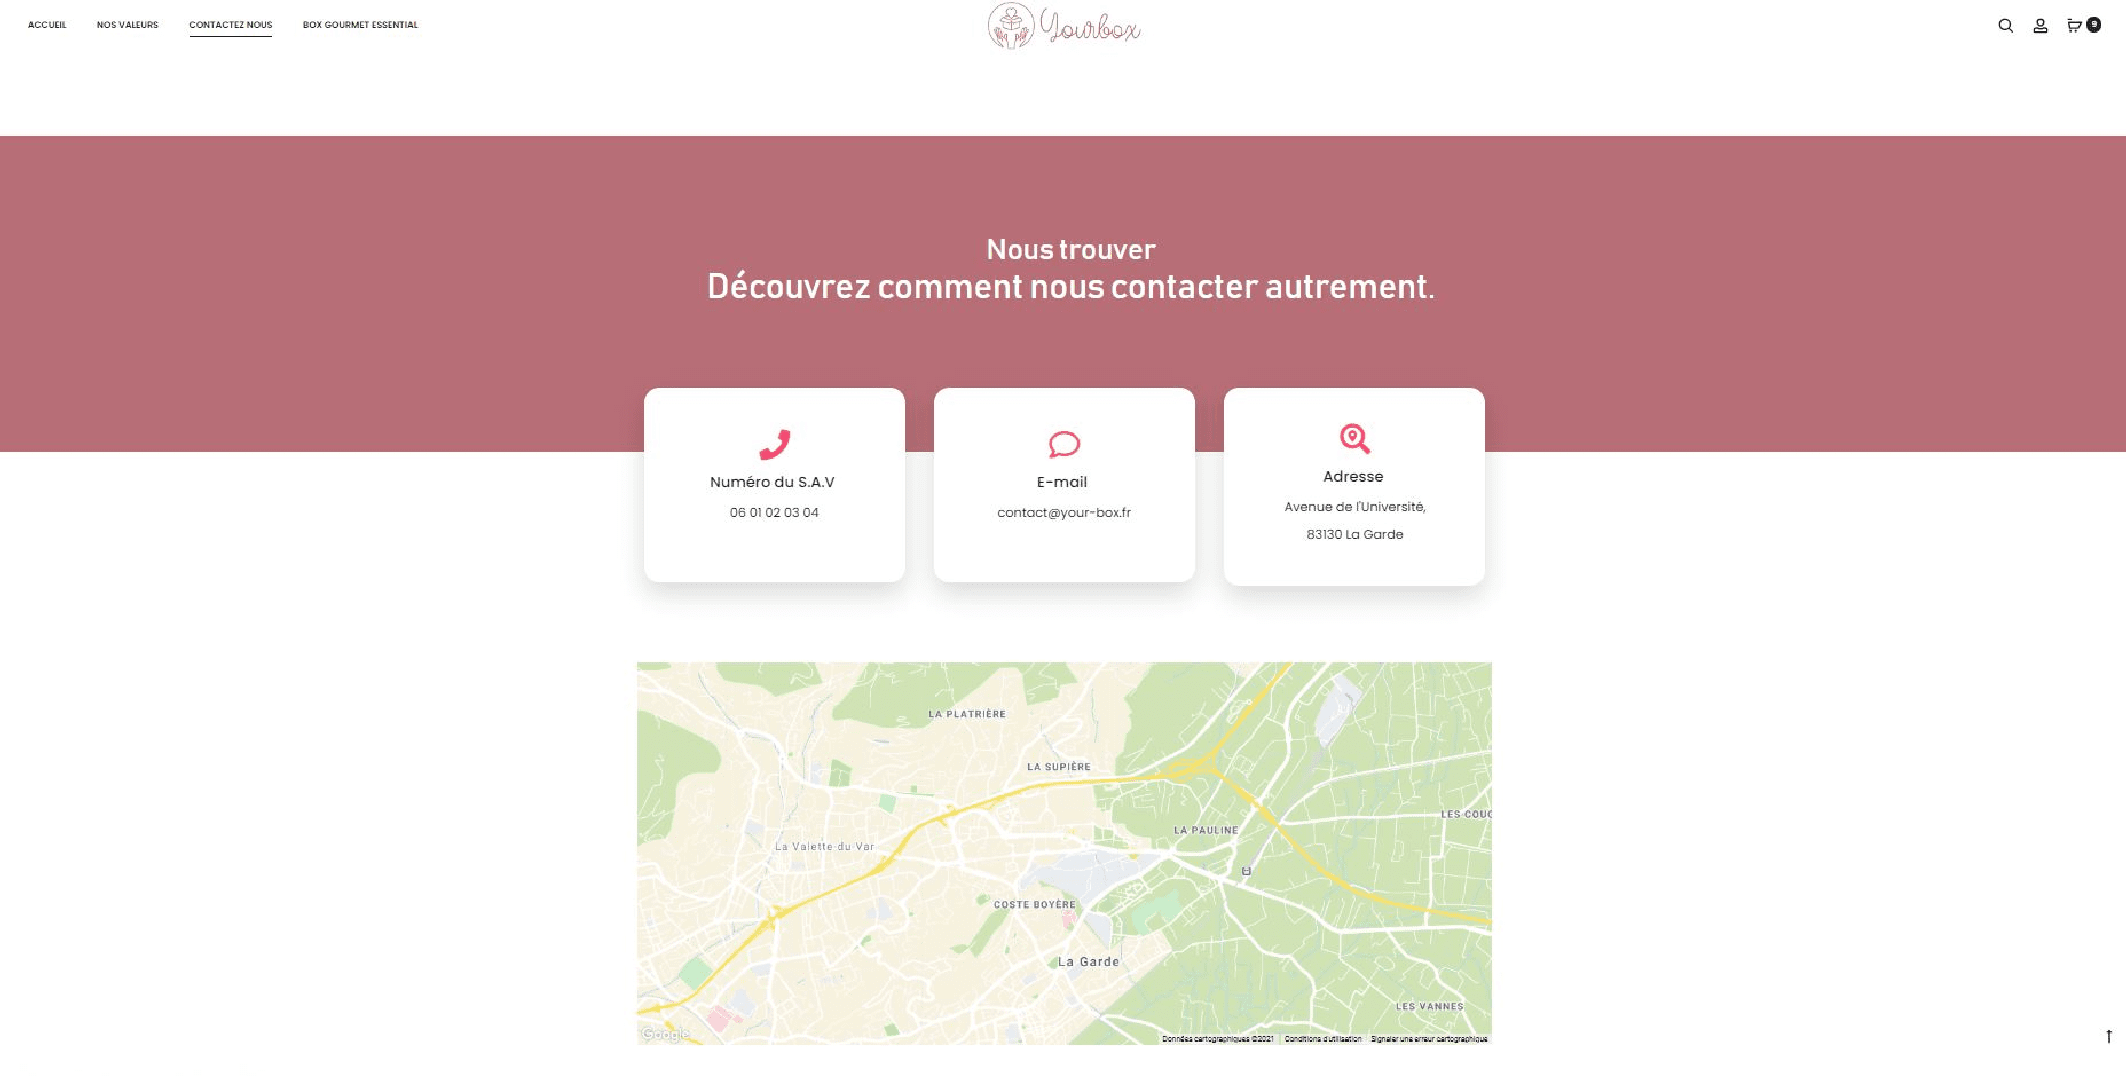 ACCUEIL
NOS VALEURS
CONTACTEZ NOUS
BOX GOURMET ESSENTIAL
Yourbox
9
Nous trouver
Découvrez comment nous contacter autrement.
Numéro du S.A.V
06 01 02 03 04
E-mail
contact@your-box.fr
Adresse
Avenue de l'Université,
83130 La Garde
LA PLATRIÈRE
LA SUPIÈRE
LES COUG
LA PAULINE
La Valette-du-Var
COSTE BOYÈRE
La Garde
LES VANNES
Google
Données cartographiques ©2021
Conditions d'utilisation
Signaler une erreur cartographique